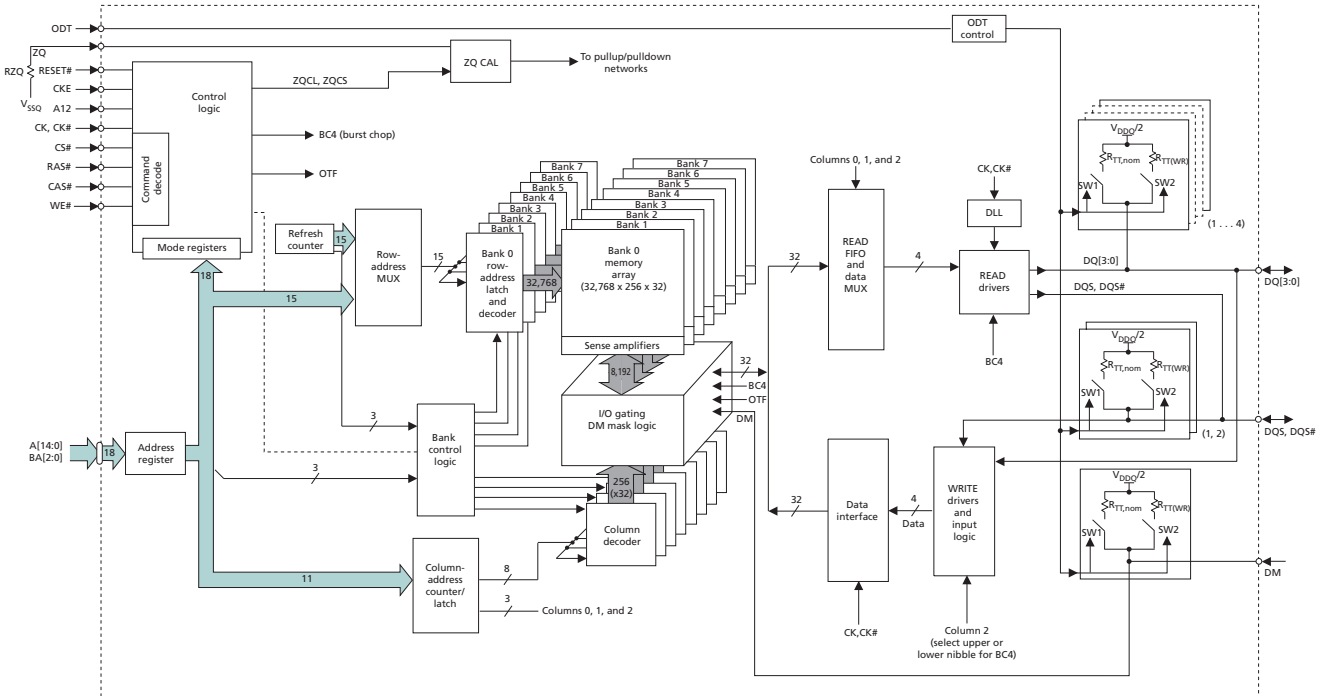 ODT
ODT
control
ZQ
RZQ
VSSQ
RESET#
CKE
A12
CK, CK#
CS#
RAS#
CAS#
WE#
Control
logic
Command
decode
Mode registers
ZQCL, ZQCS
ZQ CAL
To pullup/pulldown
networks
BC4 (burst chop)
OTF
Refresh
counter
15
Row-
address
MUX
15
18
15
Bank 7
Bank 6
Bank 5
Bank 4
Bank 3
Bank 2
Bank 1
Bank 0
row-
address
latch
and
decoder
32,768
Bank 7
Bank 6
Bank 5
Bank 4
Bank 3
Bank 2
Bank 1
Bank 0
memory
array
(32,768 x 256 x 32)
Sense amplifiers
8,192
I/O gating
DM mask logic
32
BC4
OTF
DM
256
(x32)
Column
decoder
3
Bank
control
logic
3
A[14:0]
BA[2:0]
18
Address
register
11
Column-
address
counter/
latch
8
3
Columns 0, 1, and 2
Columns 0, 1, and 2
32
READ
FIFO
and
data
MUX
4
CK,CK#
DLL
READ
drivers
BC4
DQ[3:0]
DQS, DQS#
32
Data
interface
4
Data
CK,CK#
WRITE
drivers
and
input
logic
Column 2
(select upper or
lower nibble for BC4)
VDDQ/2
RTT,nom
RTT(WR)
SW1
SW2
(1 . . . 4)
DQ[3:0]
VDDQ/2
RTT,nom
RTT(WR)
SW1
SW2
(1, 2)
DQS, DQS#
VDDQ/2
RTT,nom
RTT(WR)
SW1
SW2
DM